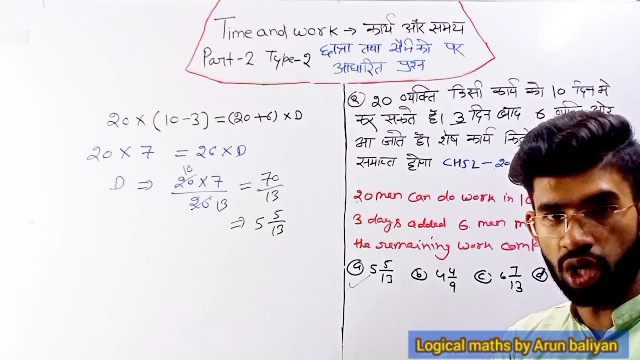 Time and work → कार्य और समय
Part-2 Type-2 छात्रा तथा सैनिको पर
आधारित प्रश्न
20 × (10-3) = (20+6) × D
20 × 7 = 26 × D
D ⇒ 20 × 7 / 26 = 70/13
10
13
⇒ 5 5/13
② 20 व्यक्ति किसी कार्य को 10 दिन मे
कर सकते है। 3 दिन बाद 6 व्यक्ति और
आ जाते है। शेष कार्य
समाप्त होगा CHSL-20
20 men can do work in 10
3 days added 6 men
the remaining work
ⓐ 5 5/13 ⓑ 4 4/9 ⓒ 6 7/13 ⓓ
Logical maths by Arun baliyan